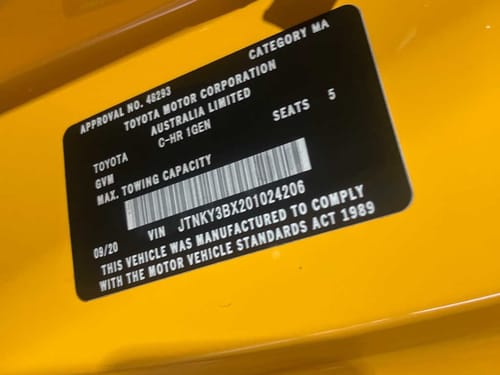 APPROVAL NO. 48293 CATEGORY MA
TOYOTA MOTOR CORPORATION
AUSTRALIA LIMITED
TOYOTA C-HR 1GEN SEATS 5
GVM
MAX. TOWING CAPACITY
09/20 VIN JTNKY3BX201024206
THIS VEHICLE WAS MANUFACTURED TO COMPLY
WITH THE MOTOR VEHICLE STANDARDS ACT 1989